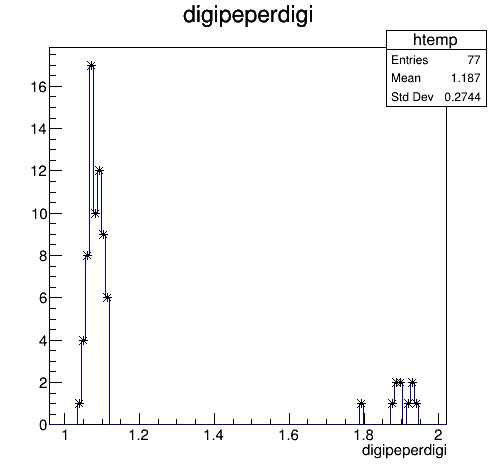 digipeperdigi
htemp
Entries 77
Mean 1.187
Std Dev 0.2744
16
14
12
10
8
6
4
2
0
1 1.2 1.4 1.6 1.8 2
digipeperdigi